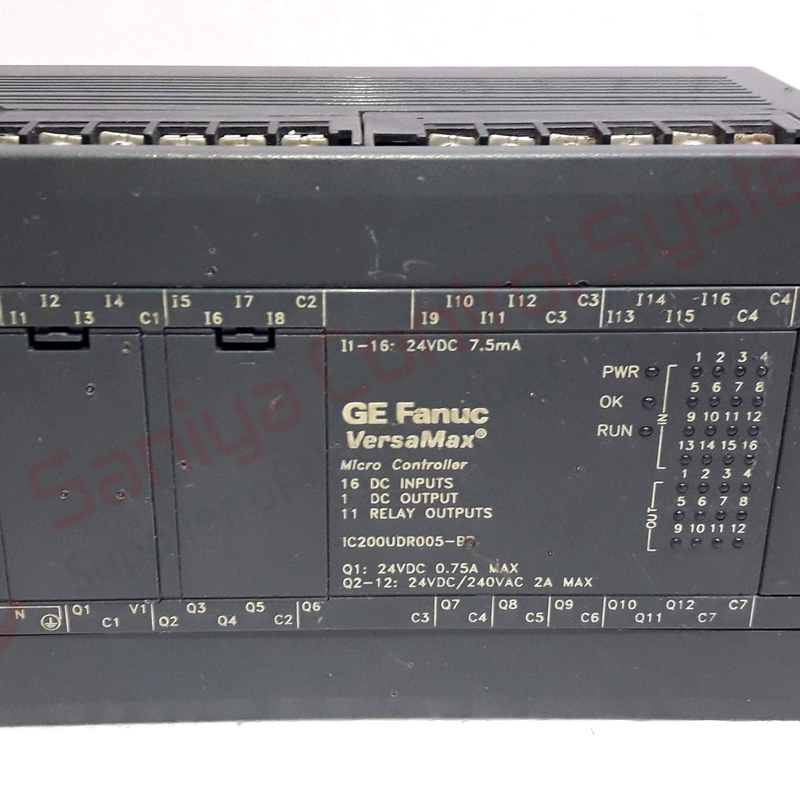 I2 I4 I5 I7 C2 I10 I12 C3 I14 I16 C4
I1 I3 C1 I6 I8 I9 I11 C3 I13 I15 C4
I1-16: 24VDC 7.5mA
GE Fanuc
VersaMax®
Micro Controller
16 DC INPUTS
1 DC OUTPUT
11 RELAY OUTPUTS
IC200UDR005-
Q1: 24VDC 0.75A MAX
Q2-12: 24VDC/240VAC 2A MAX
PWR
OK
RUN
IN
1 2 3 4
5 6 7 8
9 10 11 12
13 14 15 16
OUT
1 2 3 4
5 6 7 8
9 10 11 12
N Q1 V1 Q3 Q5 Q6 Q7 Q8 Q9 Q10 Q12 C7
C1 Q2 Q4 C2 C3 C4 C5 C6 Q11 C7
Saniya Control System